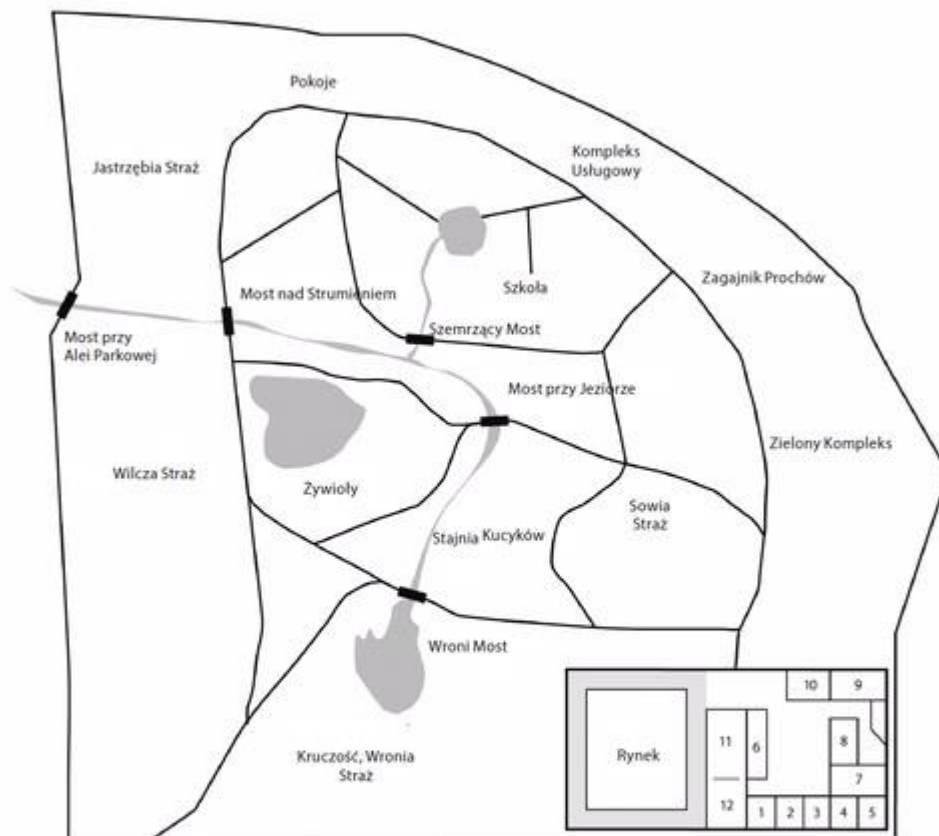 Pokoje
Kompleks
Usługowy
Jastrzębia Straż
Zagajnik Prochów
Szkoła
Most nad Strumieniem
Szemrzący Most
Most przy
Alei Parkowej
Most przy Jeziorze
Zielony Kompleks
Wilcza Straż
Żywioły
Sowia
Straż
Stajnia Kucyków
Wroni Most
Kruczość, Wronia
Straż
Rynek
10
9
11
6
8
7
12
1
2
3
4
5